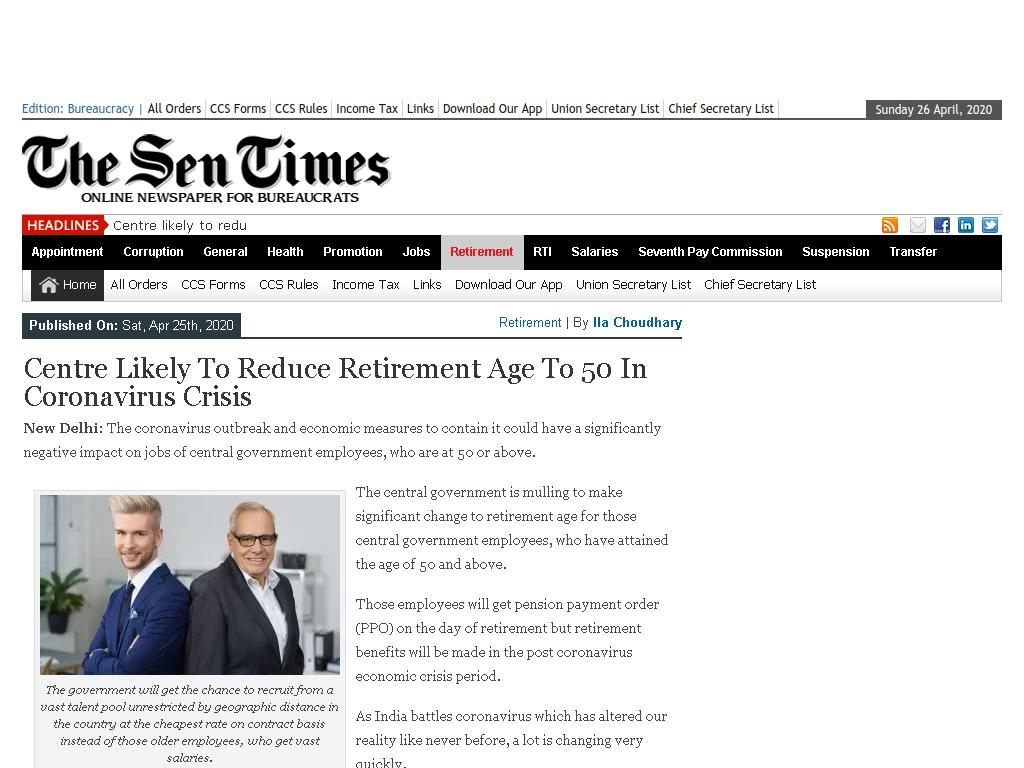 Edition: Bureaucracy | All Orders CCS Forms CCS Rules Income Tax Links Download Our App Union Secretary List Chief Secretary List Sunday 26 April, 2020
The Sen Times
ONLINE NEWSPAPER FOR BUREAUCRATS
HEADLINES Centre likely to redu
Appointment Corruption General Health Promotion Jobs Retirement RTI Salaries Seventh Pay Commission Suspension Transfer
Home All Orders CCS Forms CCS Rules Income Tax Links Download Our App Union Secretary List Chief Secretary List
Published On: Sat, Apr 25th, 2020 Retirement | By Ila Choudhary
Centre Likely To Reduce Retirement Age To 50 In
Coronavirus Crisis
New Delhi: The coronavirus outbreak and economic measures to contain it could have a significantly
negative impact on jobs of central government employees, who are at 50 or above.
The central government is mulling to make
significant change to retirement age for those
central government employees, who have attained
the age of 50 and above.
Those employees will get pension payment order
(PPO) on the day of retirement but retirement
benefits will be made in the post coronavirus
economic crisis period.
As India battles coronavirus which has altered our
reality like never before, a lot is changing very
quickly.
The government will get the chance to recruit from a
vast talent pool unrestricted by geographic distance in
the country at the cheapest rate on contract basis
instead of those older employees, who get vast
salaries.